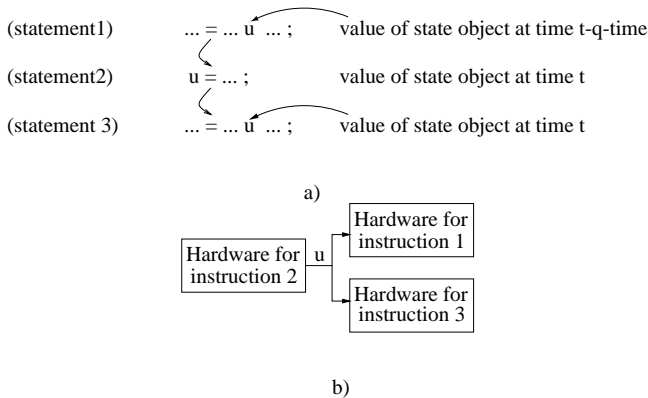 (statement1) ... = ... u ... ; value of state object at time t-q-time
(statement2) u = ... ; value of state object at time t
(statement 3) ... = ... u ... ; value of state object at time t
a)
Hardware for
instruction 1
Hardware for
instruction 2
u
Hardware for
instruction 3
b)